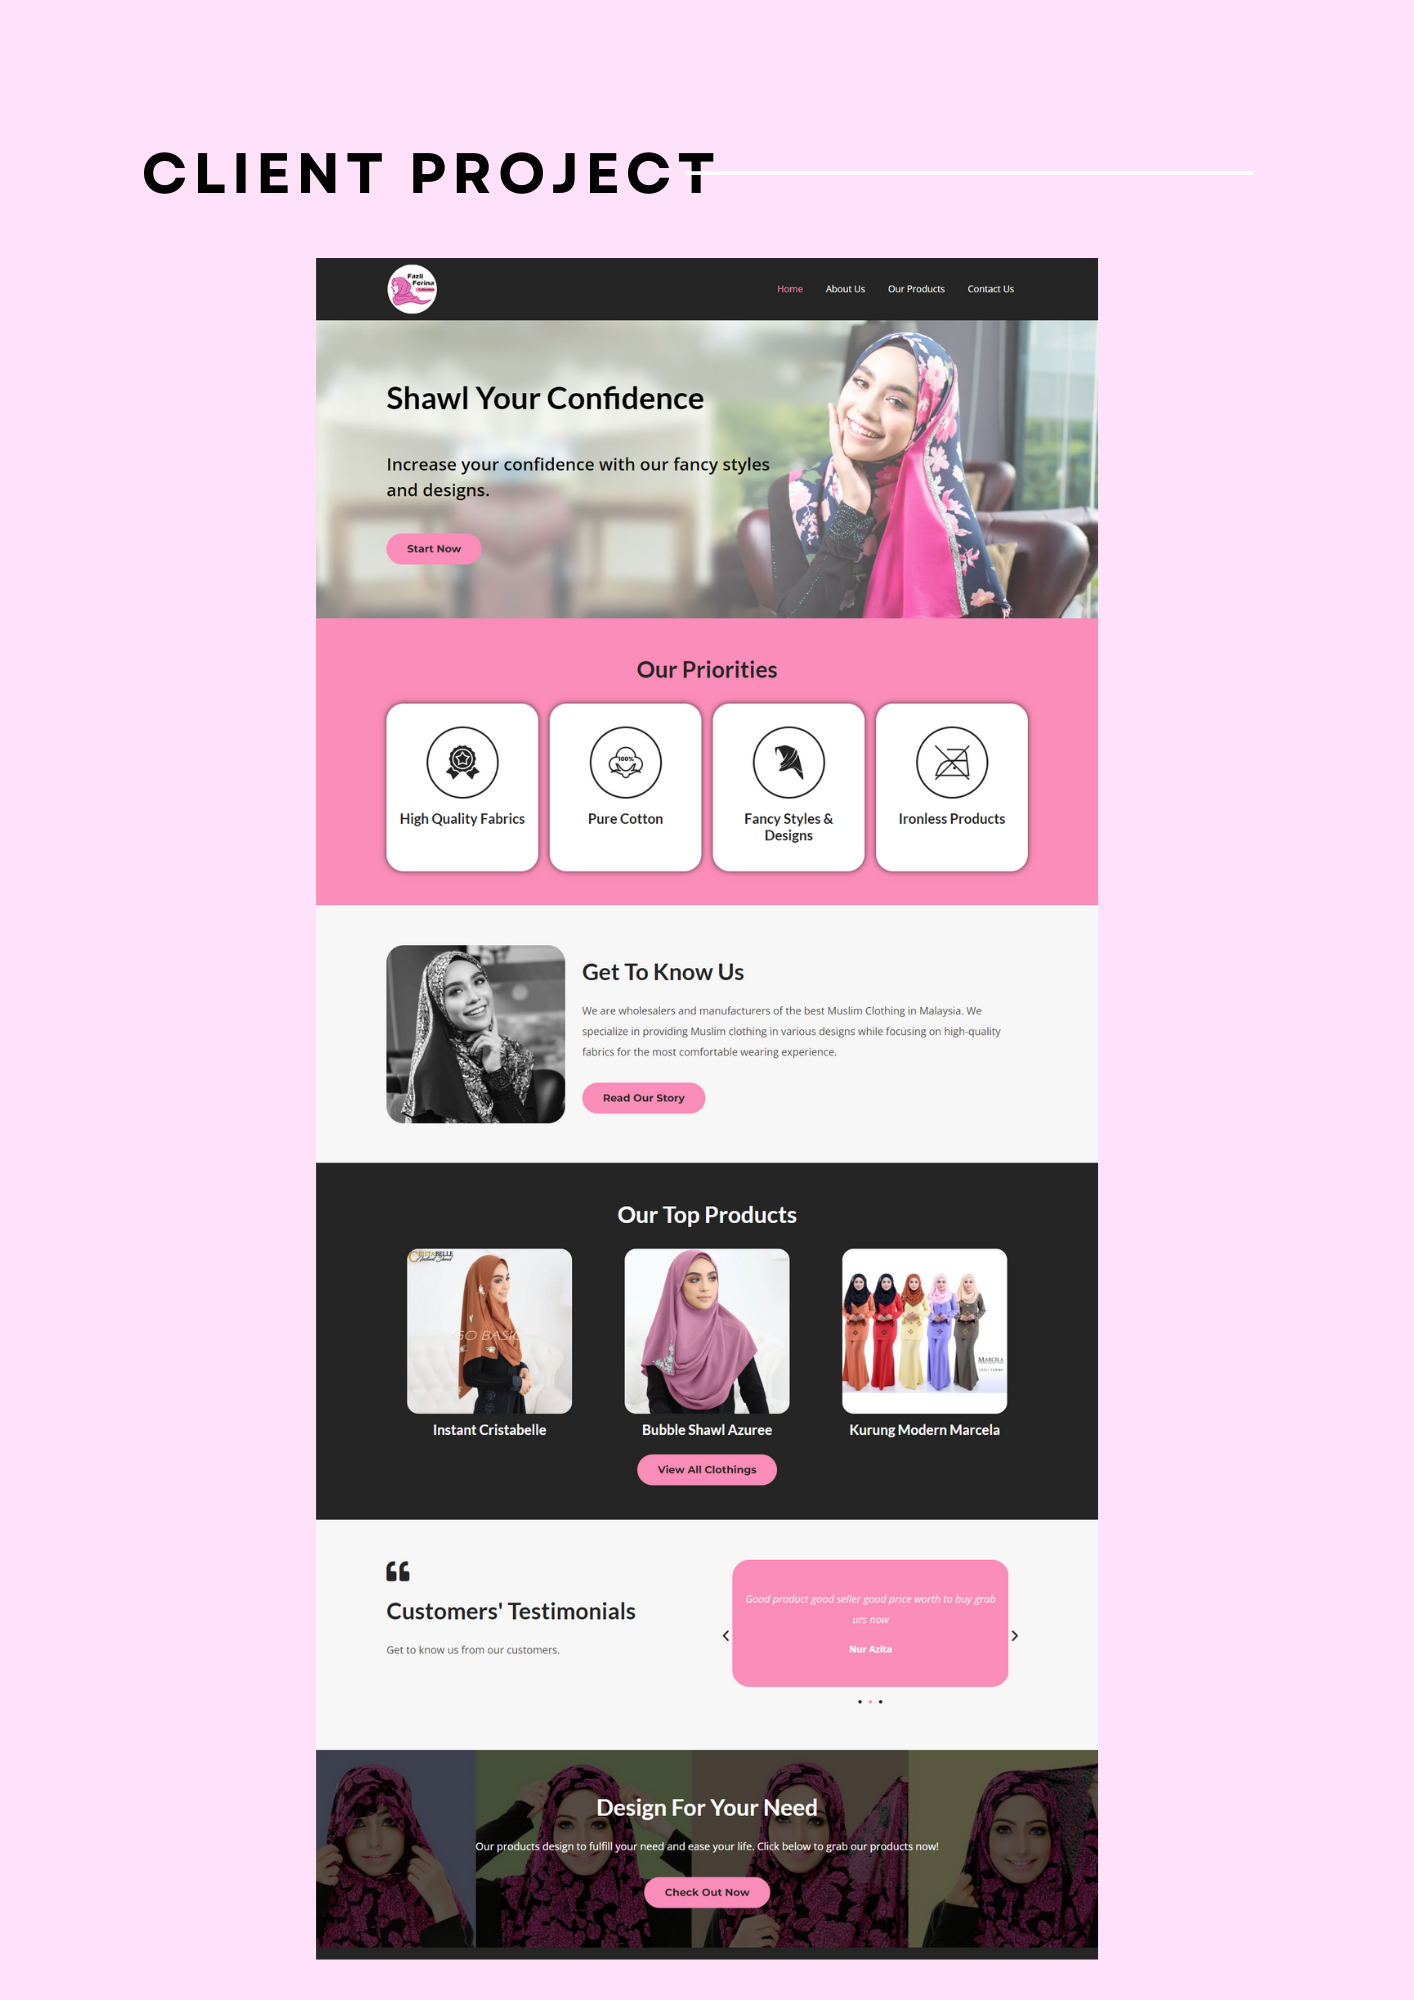 CLIENT PROJECT
Fazli
Ferina
Collection
Home About Us Our Products Contact Us
Shawl Your Confidence
Increase your confidence with our fancy styles
and designs.
Start Now
Our Priorities
100%
High Quality Fabrics
Pure Cotton
Fancy Styles &
Designs
Ironless Products
Get To Know Us
We are wholesalers and manufacturers of the best Muslim Clothing in Malaysia. We
specialize in providing Muslim clothing in various designs while focusing on high-quality
fabrics for the most comfortable wearing experience.
Read Our Story
Our Top Products
CRISTABELLE
Instant Shawl
GO BASIC
MARCELA
Instant Cristabelle
Bubble Shawl Azuree
Kurung Modern Marcela
View All Clothings
Customers' Testimonials
Get to know us from our customers.
Good product good seller good price worth to buy grab
urs now
Nur Azita
Design For Your Need
Our products design to fulfill your need and ease your life. Click below to grab our products now!
Check Out Now